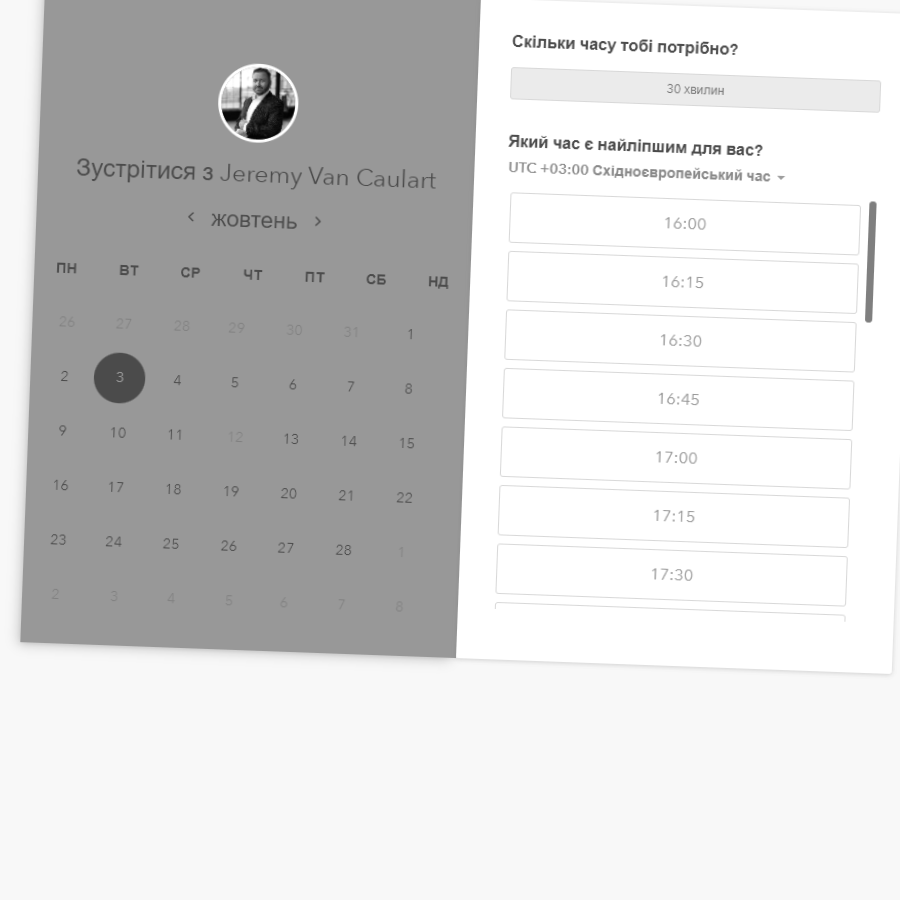 Зустрітися з Jeremy Van Caulart
‹ жовтень ›
ПН ВТ СР ЧТ ПТ СБ НД
26 27 28 29 30 31 1
2 3 4 5 6 7 8
9 10 11 12 13 14 15
16 17 18 19 20 21 22
23 24 25 26 27 28 1
2 3 4 5 6 7 8
Скільки часу тобі потрібно?
30 хвилин
Який час є найліпшим для вас?
UTC +03:00 Східноєвропейський час
16:00
16:15
16:30
16:45
17:00
17:15
17:30